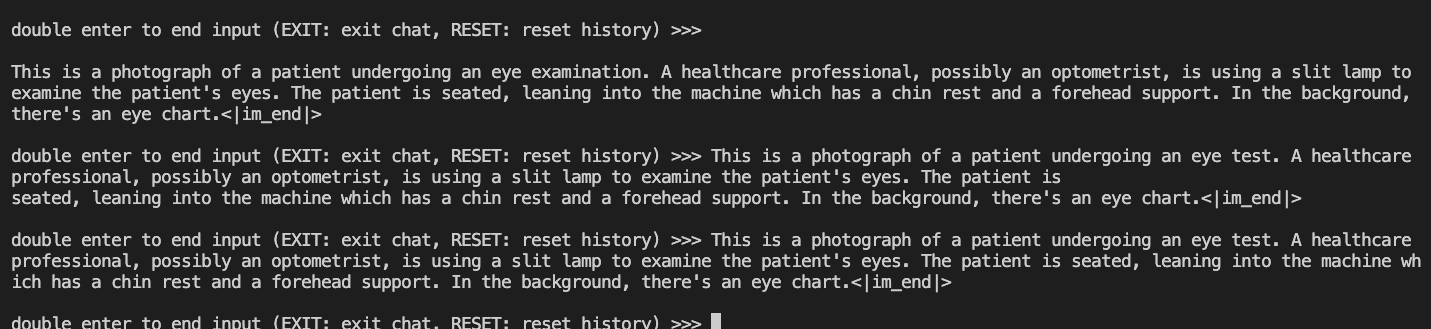 double enter to end input (EXIT: exit chat, RESET: reset history) >>>
This is a photograph of a patient undergoing an eye examination. A healthcare professional, possibly an optometrist, is using a slit lamp to
examine the patient's eyes. The patient is seated, leaning into the machine which has a chin rest and a forehead support. In the background,
there's an eye chart.<|im_end|>
double enter to end input (EXIT: exit chat, RESET: reset history) >>> This is a photograph of a patient undergoing an eye test. A healthcare
professional, possibly an optometrist, is using a slit lamp to examine the patient's eyes. The patient is
seated, leaning into the machine which has a chin rest and a forehead support. In the background, there's an eye chart.<|im_end|>
double enter to end input (EXIT: exit chat, RESET: reset history) >>> This is a photograph of a patient undergoing an eye test. A healthcare
professional, possibly an optometrist, is using a slit lamp to examine the patient's eyes. The patient is seated, leaning into the machine wh
ich has a chin rest and a forehead support. In the background, there's an eye chart.<|im_end|>
double enter to end input (EXIT: exit chat, RESET: reset history) >>>